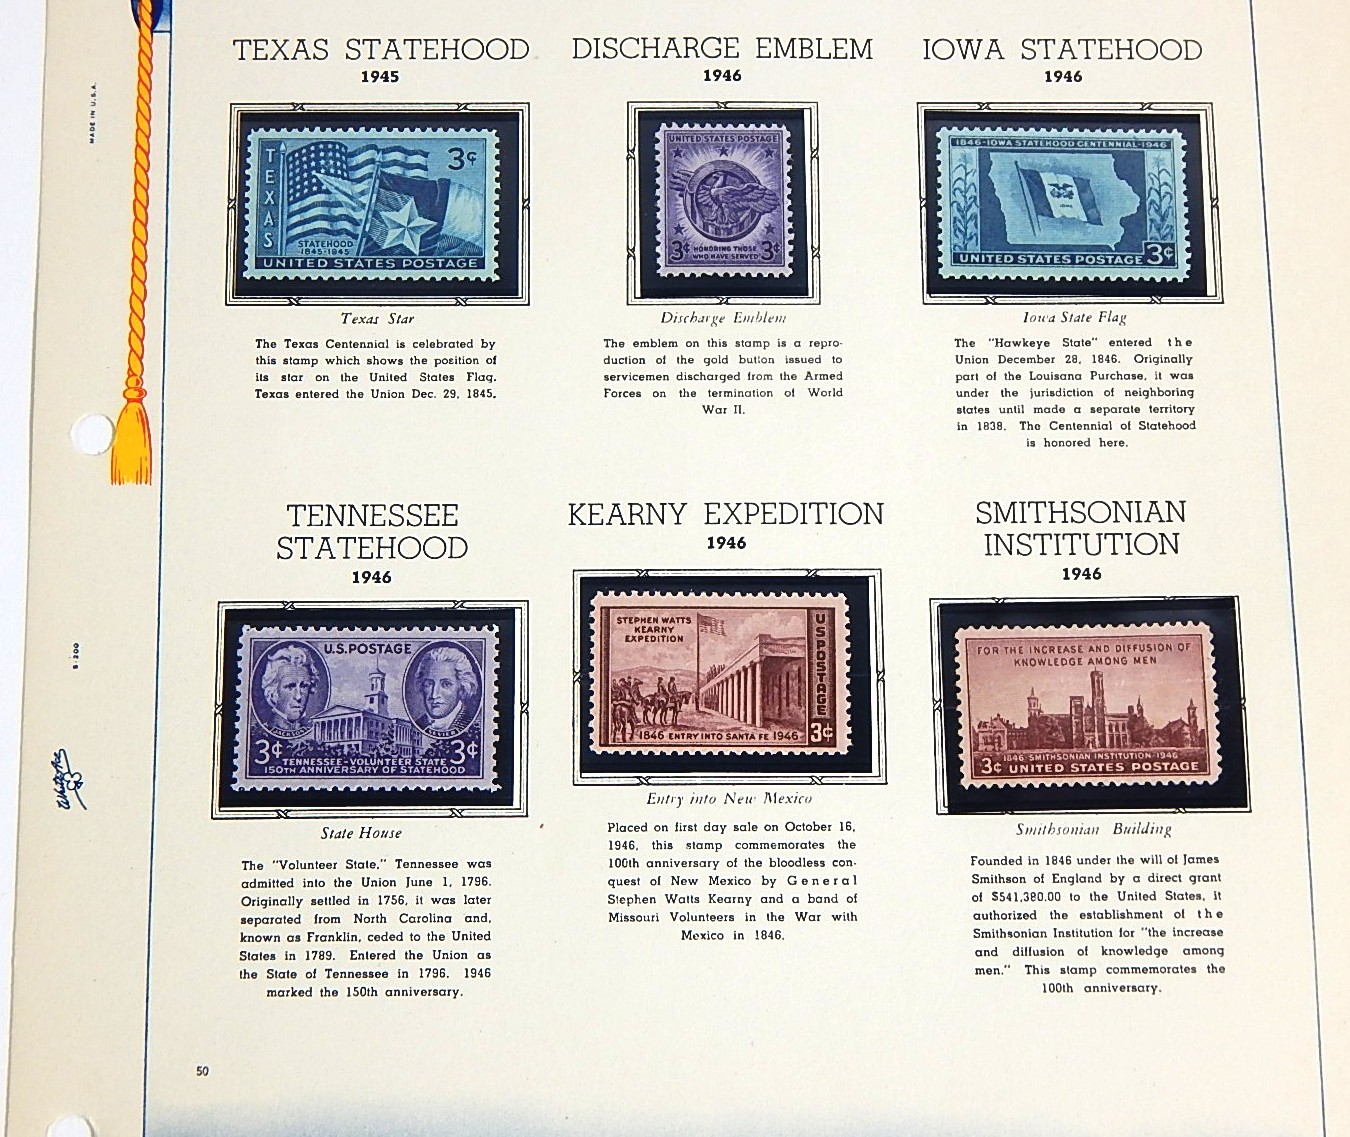 TEXAS STATEHOOD
1945
TEXAS
3¢
STATEHOOD
1845-1945
UNITED STATES POSTAGE
Texas Star
The Texas Centennial is celebrated by
this stamp which shows the position of
its star on the United States Flag.
Texas entered the Union Dec. 29, 1845.
DISCHARGE EMBLEM
1946
UNITED STATES POSTAGE
3¢ HONORING THOSE 3¢
WHO HAVE SERVED
Discharge Emblem
The emblem on this stamp is a repro-
duction of the gold button issued to
servicemen discharged from the Armed
Forces on the termination of World
War II.
IOWA STATEHOOD
1946
1846-IOWA STATEHOOD CENTENNIAL-1946
IOWA
UNITED STATES POSTAGE 3¢
Iowa State Flag
The "Hawkeye State" entered the
Union December 28, 1846. Originally
part of the Louisana Purchase, it was
under the jurisdiction of neighboring
states until made a separate territory
in 1838. The Centennial of Statehood
is honored here.
TENNESSEE
STATEHOOD
1946
U.S. POSTAGE
JACKSON
SEVIER
3¢ 3¢
TENNESSEE-VOLUNTEER STATE
150TH ANNIVERSARY OF STATEHOOD
State House
The "Volunteer State," Tennessee was
admitted into the Union June 1, 1796.
Originally settled in 1756, it was later
separated from North Carolina and,
known as Franklin, ceded to the United
States in 1789. Entered the Union as
the State of Tennessee in 1796. 1946
marked the 150th anniversary.
KEARNY EXPEDITION
1946
STEPHEN WATTS
KEARNY
EXPEDITION
U S POSTAGE
1846 ENTRY INTO SANTA FE 1946
3¢
Entry into New Mexico
Placed on first day sale on October 16,
1946, this stamp commemorates the
100th anniversary of the bloodless con-
quest of New Mexico by General
Stephen Watts Kearny and a band of
Missouri Volunteers in the War with
Mexico in 1846.
SMITHSONIAN
INSTITUTION
1946
FOR THE INCREASE AND DIFFUSION OF
KNOWLEDGE AMONG MEN
1846-SMITHSONIAN INSTITUTION-1946
3¢ UNITED STATES POSTAGE
Smithsonian Building
Founded in 1846 under the will of James
Smithson of England by a direct grant
of $541,380.00 to the United States, it
authorized the establishment of the
Smithsonian Institution for "the increase
and diffusion of knowledge among
men." This stamp commemorates the
100th anniversary.
50
MADE IN U.S.A.
White Ace